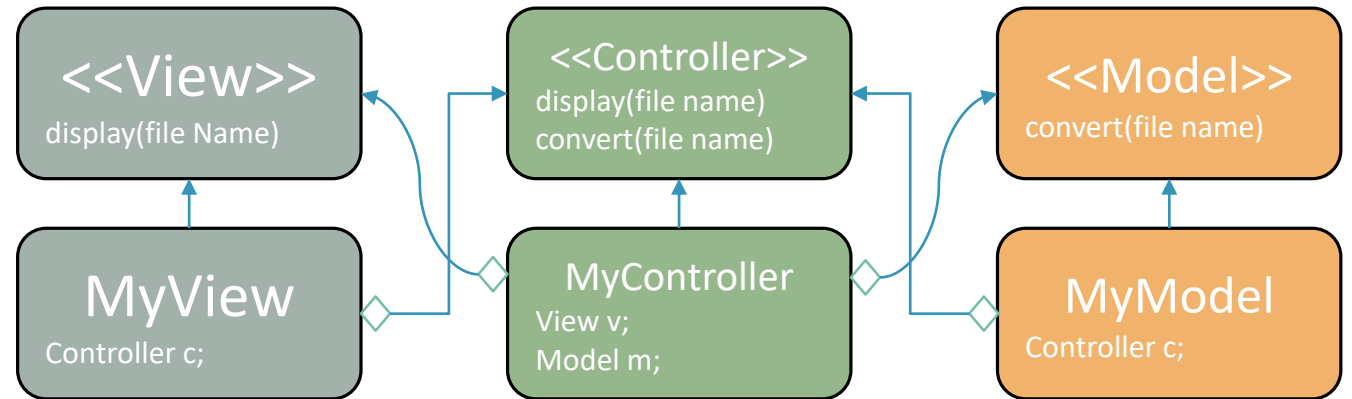 <<View>>
display(file Name)
<<Controller>>
display(file name)
convert(file name)
<<Model>>
convert(file name)
MyView
Controller c;
MyController
View v;
Model m;
MyModel
Controller c;